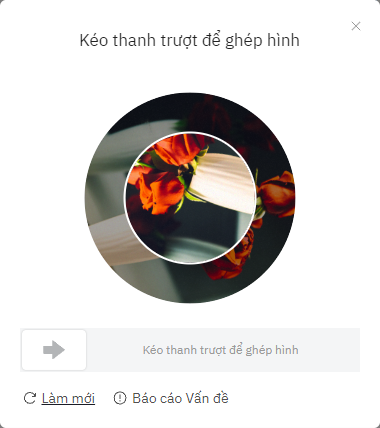 Kéo thanh trượt để ghép hình
Kéo thanh trượt để ghép hình
Làm mới
Báo cáo Vấn đề